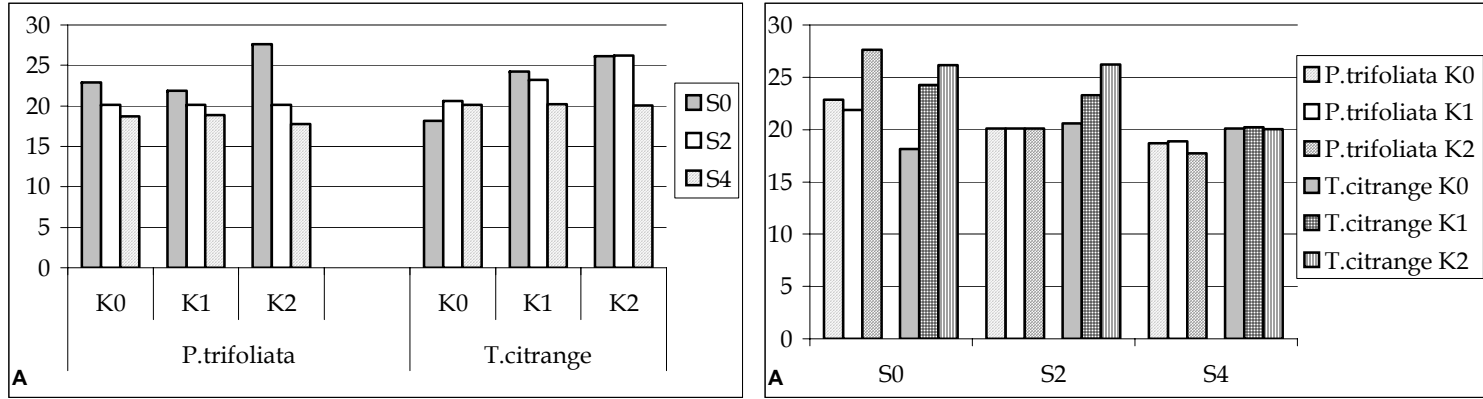 30
25
20
15
10
5
0
K0 K1 K2 K0 K1 K2
P.trifoliata T.citrange
S0
S2
S4
A
30
25
20
15
10
5
0
S0 S2 S4
P.trifoliata K0
P.trifoliata K1
P.trifoliata K2
T.citrange K0
T.citrange K1
T.citrange K2
A